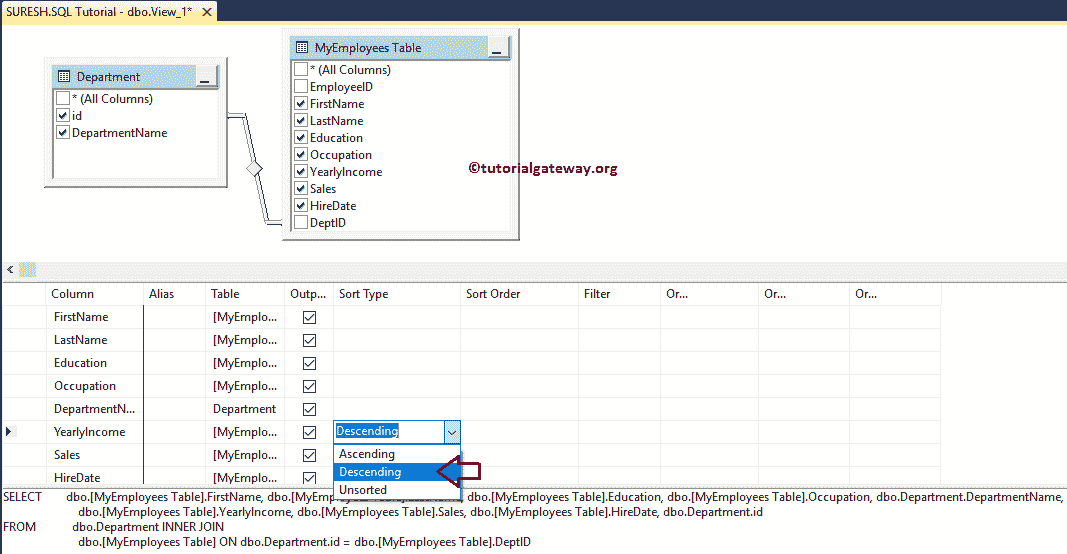 SURESH.SQL Tutorial - dbo.View_1* ✕
MyEmployees Table
* (All Columns)
EmployeeID
FirstName
LastName
Education
Occupation
YearlyIncome
Sales
HireDate
DeptID
Department
* (All Columns)
id
DepartmentName
©tutorialgateway.org
Column Alias Table Outp... Sort Type Sort Order Filter Or... Or... Or...
FirstName [MyEmplo...
LastName [MyEmplo...
Education [MyEmplo...
Occupation [MyEmplo...
DepartmentN... Department
YearlyIncome [MyEmplo... Descending
Sales [MyEmplo...
HireDate [MyEmplo...
Ascending
Descending
Unsorted
SELECT dbo.[MyEmployees Table].FirstName, dbo.[MyEm dbo.[MyEmployees Table].Education, dbo.[MyEmployees Table].Occupation, dbo.Department.DepartmentName,
dbo.[MyEmployees Table].YearlyIncome, dbo.[MyEmployees Table].Sales, dbo.[MyEmployees Table].HireDate, dbo.Department.id
FROM dbo.Department INNER JOIN
dbo.[MyEmployees Table] ON dbo.Department.id = dbo.[MyEmployees Table].DeptID